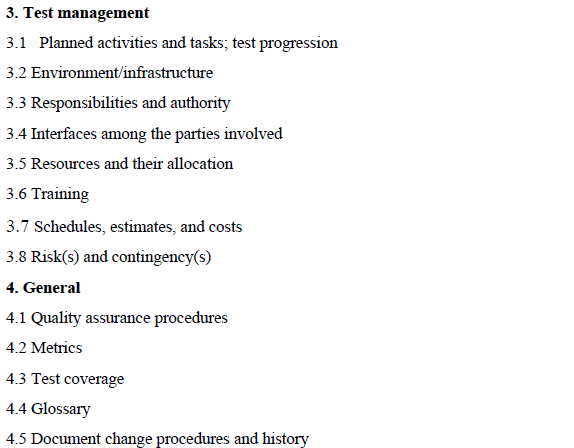 3. Test management
3.1 Planned activities and tasks; test progression
3.2 Environment/infrastructure
3.3 Responsibilities and authority
3.4 Interfaces among the parties involved
3.5 Resources and their allocation
3.6 Training
3.7 Schedules, estimates, and costs
3.8 Risk(s) and contingency(s)
4. General
4.1 Quality assurance procedures
4.2 Metrics
4.3 Test coverage
4.4 Glossary
4.5 Document change procedures and history